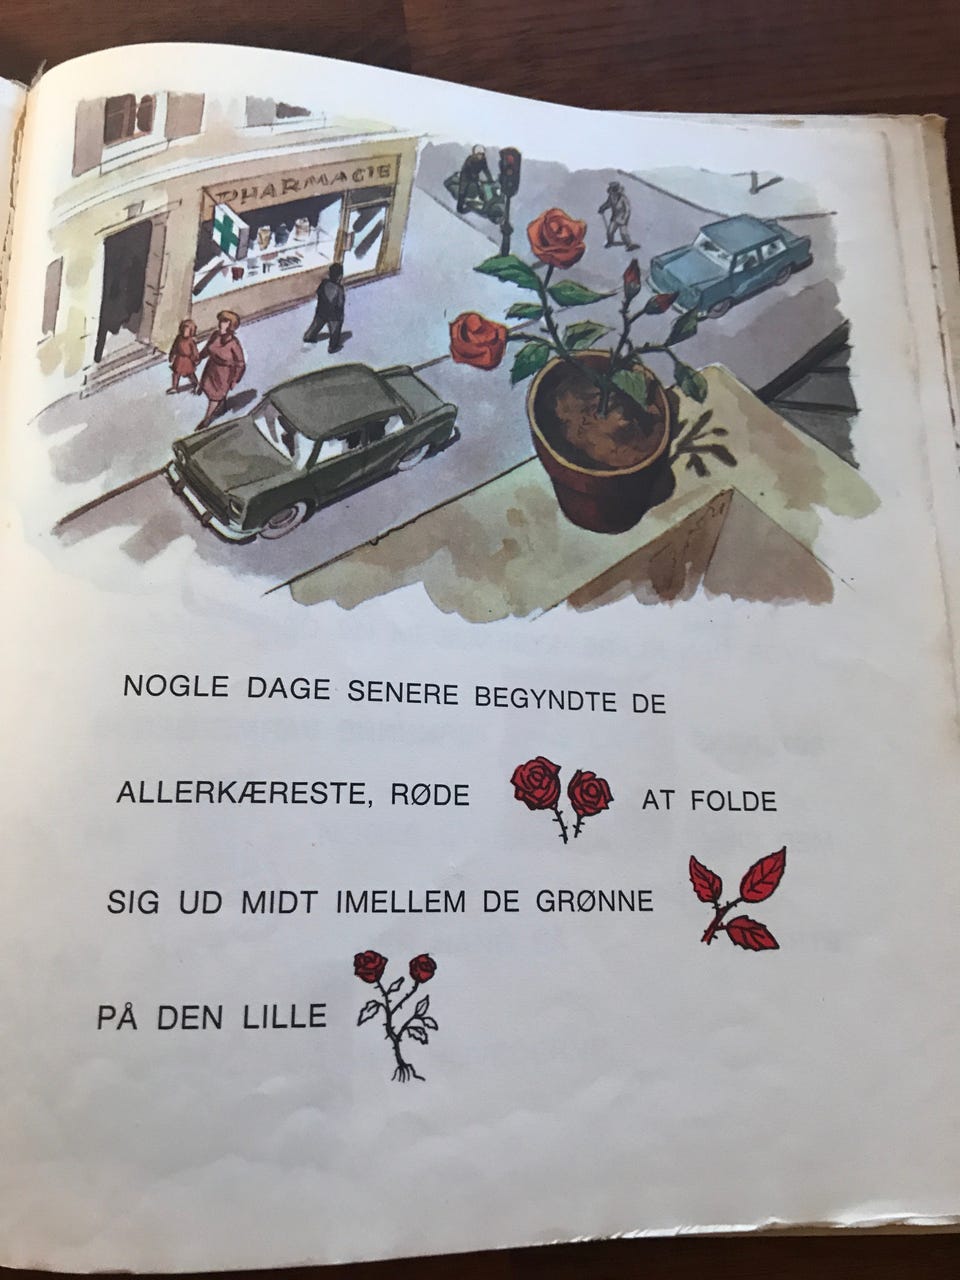 PHARMACIE
NOGLE DAGE SENERE BEGYNDTE DE
ALLERKÆRESTE, RØDE AT FOLDE
SIG UD MIDT IMELLEM DE GRØNNE
PÅ DEN LILLE